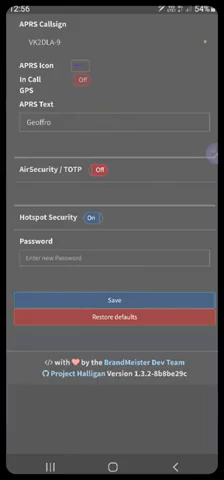 12:56
54%
APRS Callsign
VK2DLA-9
APRS Icon
In Call Off
GPS
APRS Text
Geoffro
AirSecurity / TOTP Off
Hotspot Security On
Password
Enter new Password
Save
Restore defaults
</> with ❤ by the BrandMeister Dev Team
Project Halligan Version 1.3.2-8b8be29c